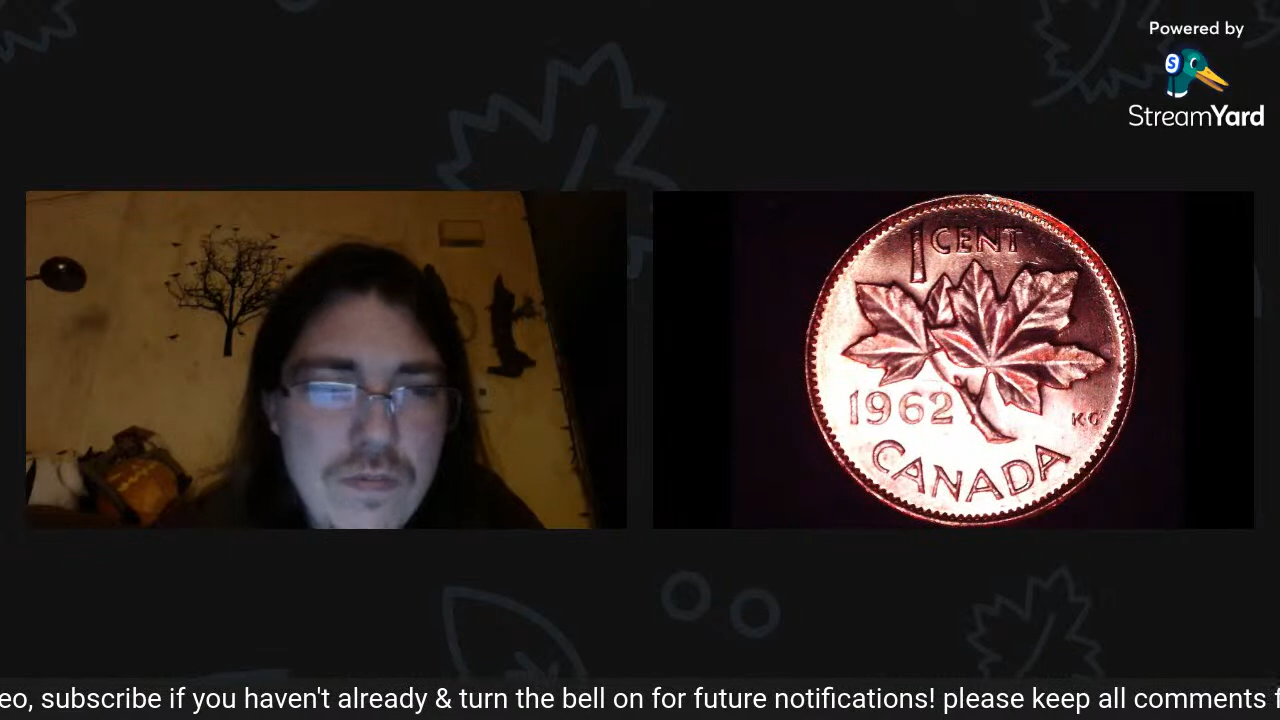 Powered by
StreamYard
1 CENT
1962
KG
CANADA
eo, subscribe if you haven't already & turn the bell on for future notifications! please keep all comments f